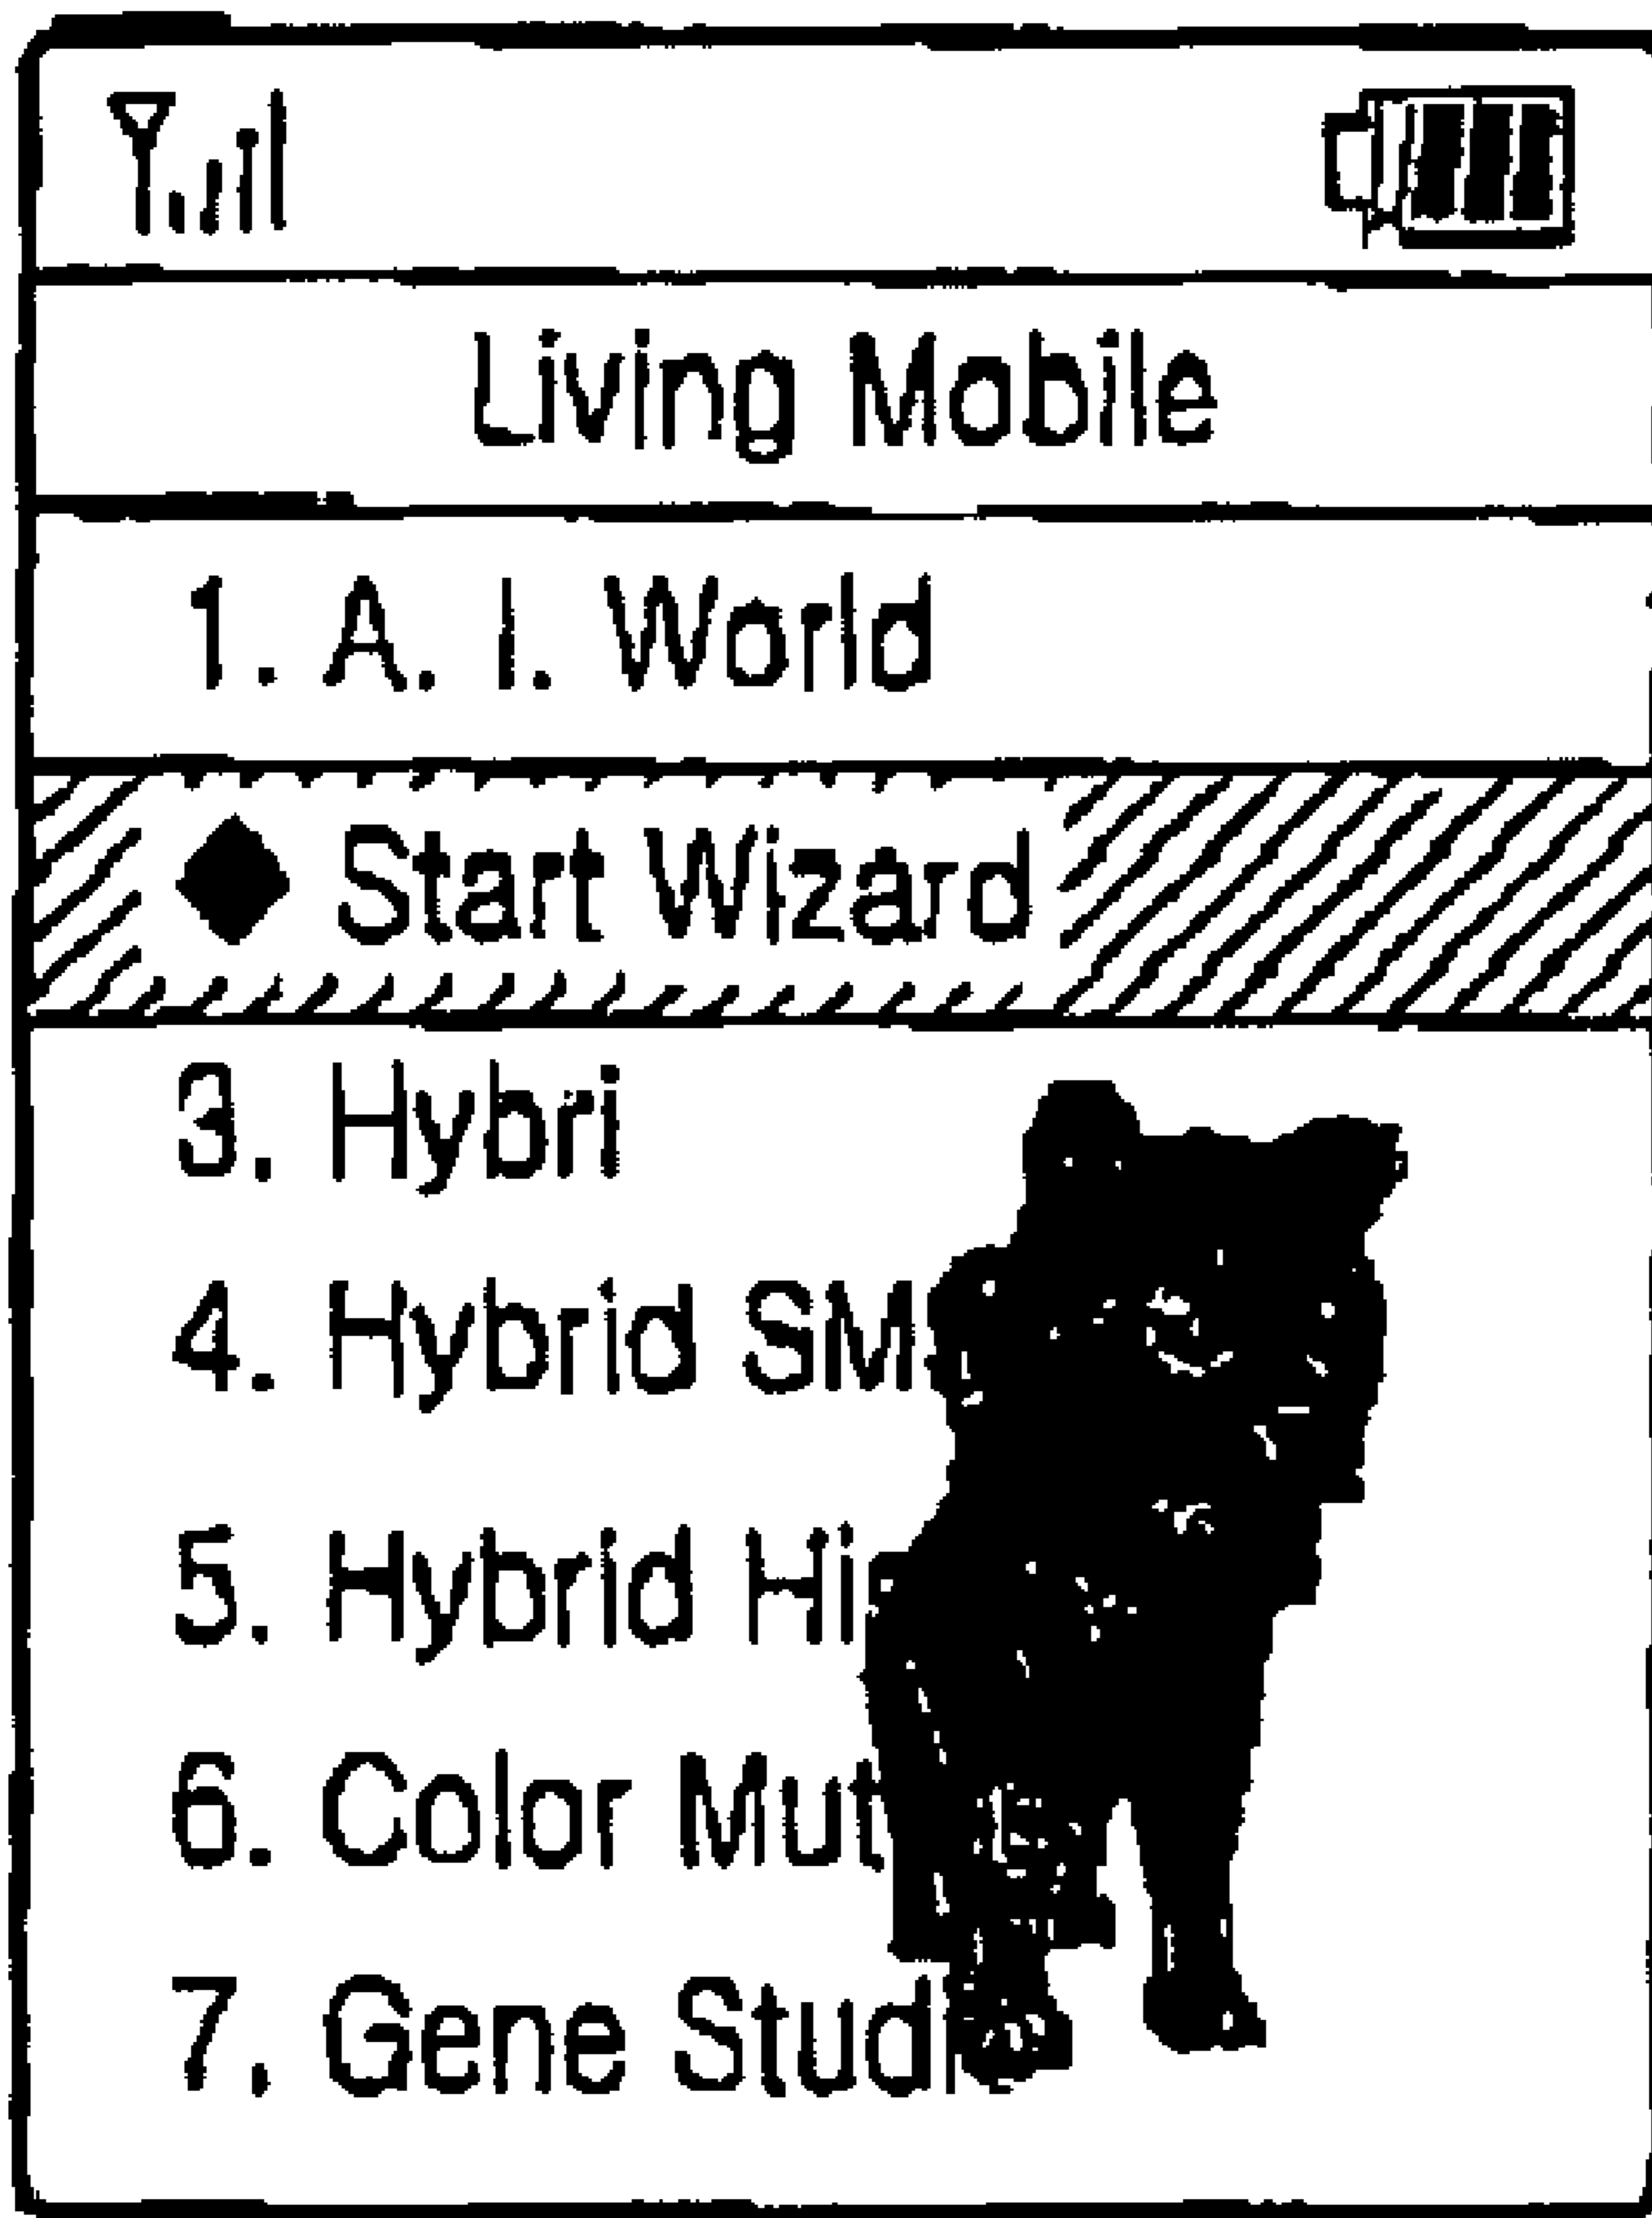 Living Mobile
1. A. I. World
Start Wizard
3. Hybri
4. Hybrid SM
5. Hybrid Hi
6. Color Mut
7. Gene Studi